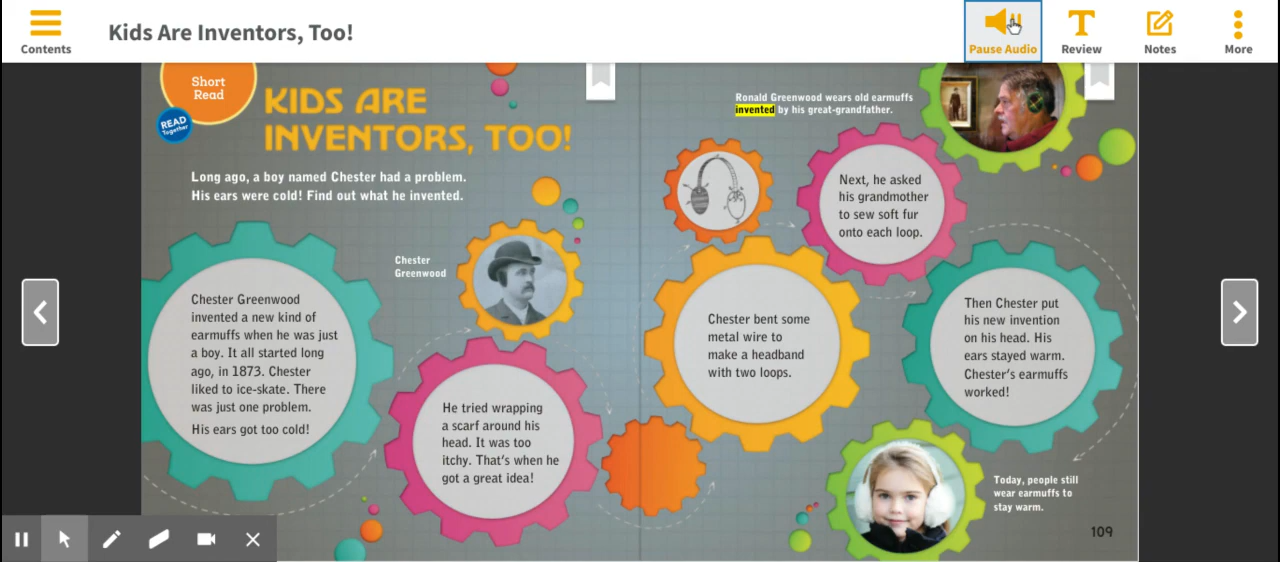 Contents
Kids Are Inventors, Too!
Pause Audio
Review
Notes
More
Short
Read
READ
Together
KIDS ARE
INVENTORS, TOO!
Long ago, a boy named Chester had a problem.
His ears were cold! Find out what he invented.
Chester
Greenwood
Chester Greenwood
invented a new kind of
earmuffs when he was just
a boy. It all started long
ago, in 1873. Chester
liked to ice-skate. There
was just one problem.
His ears got too cold!
He tried wrapping
a scarf around his
head. It was too
itchy. That's when he
got a great idea!
Ronald Greenwood wears old earmuffs
invented by his great-grandfather.
Chester bent some
metal wire to
make a headband
with two loops.
Next, he asked
his grandmother
to sew soft fur
onto each loop.
Then Chester put
his new invention
on his head. His
ears stayed warm.
Chester's earmuffs
worked!
Today, people still
wear earmuffs to
stay warm.
109